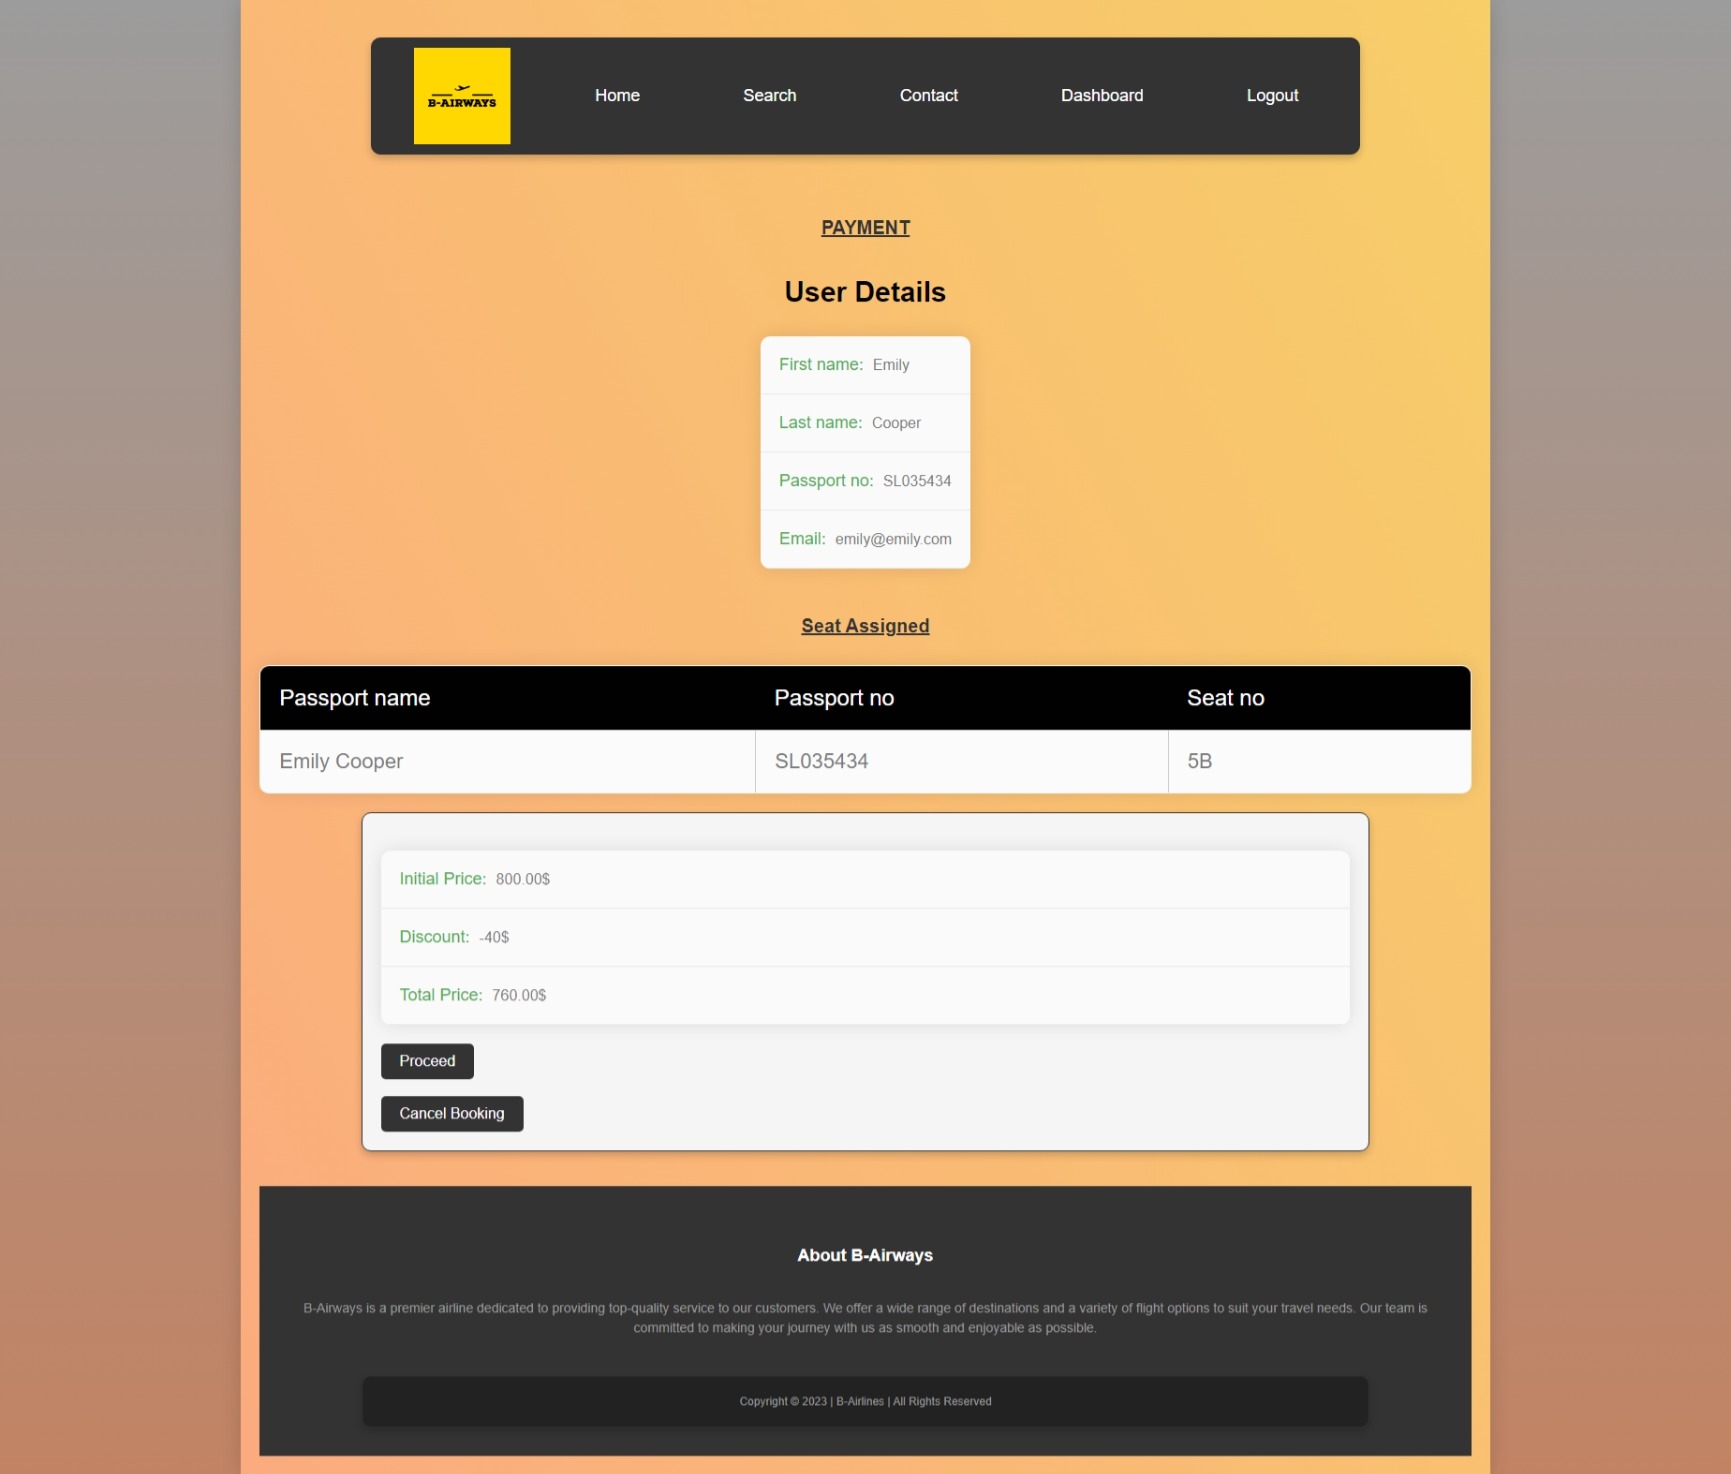 B-AIRWAYS
Home Search Contact Dashboard Logout
PAYMENT
User Details
First name: Emily
Last name: Cooper
Passport no: SL035434
Email: emily@emily.com
Seat Assigned
Passport name Passport no Seat no
Emily Cooper SL035434 5B
Initial Price: 800.00$
Discount: -40$
Total Price: 760.00$
Proceed
Cancel Booking
About B-Airways
B-Airways is a premier airline dedicated to providing top-quality service to our customers. We offer a wide range of destinations and a variety of flight options to suit your travel needs. Our team is
committed to making your journey with us as smooth and enjoyable as possible.
Copyright © 2023 | B-Airlines | All Rights Reserved